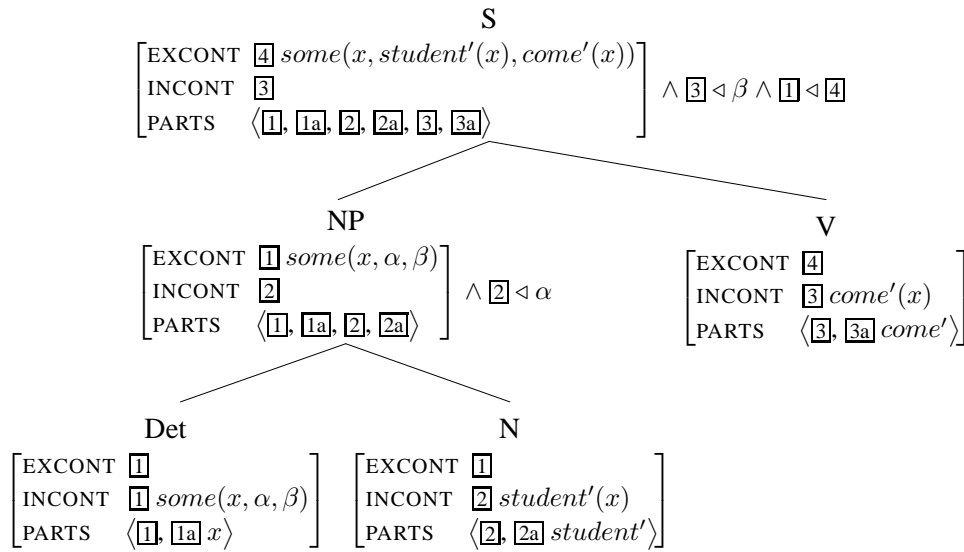 S
[EXCONT 4 some(x, student′(x), come′(x))
INCONT 3
PARTS ⟨1, 1a, 2, 2a, 3, 3a⟩] ∧ 3 ◁ β ∧ 1 ◁ 4
NP
[EXCONT 1 some(x, α, β)
INCONT 2
PARTS ⟨1, 1a, 2, 2a⟩] ∧ 2 ◁ α
V
[EXCONT 4
INCONT 3 come′(x)
PARTS ⟨3, 3a come′⟩]
Det
[EXCONT 1
INCONT 1 some(x, α, β)
PARTS ⟨1, 1a x⟩]
N
[EXCONT 1
INCONT 2 student′(x)
PARTS ⟨2, 2a student′⟩]